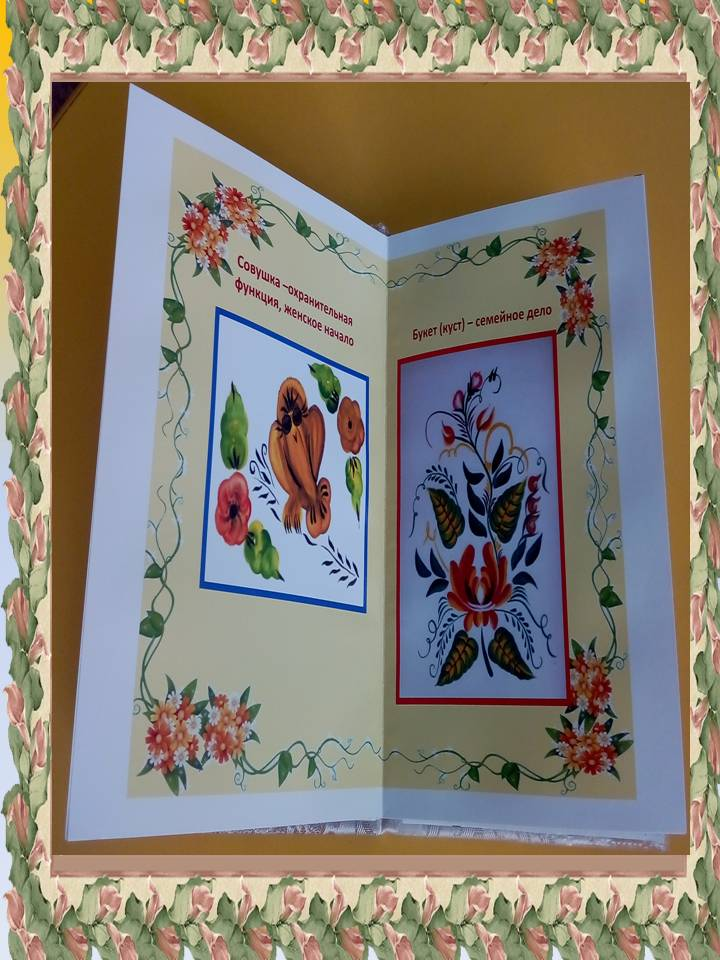 Совушка –охранительная
функция, женское начало
Букет (куст) – семейное дело